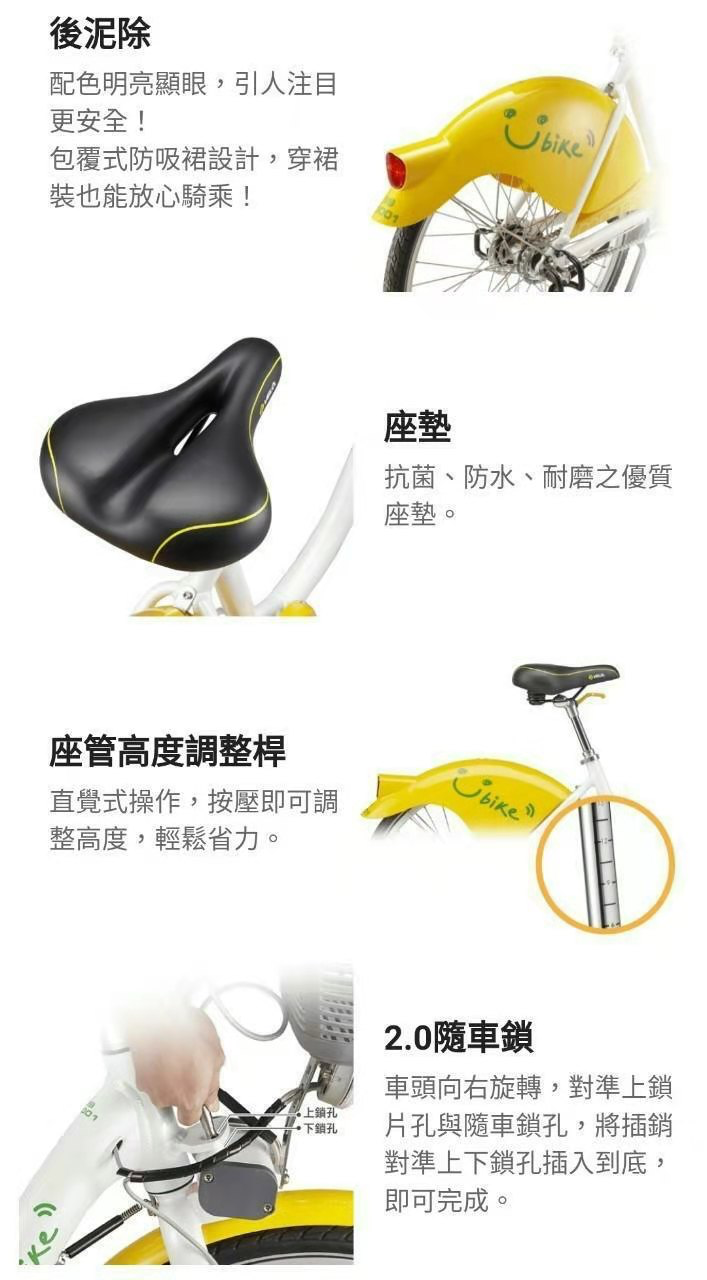 後泥除
配色明亮顯眼，引人注目
更安全！
包覆式防吸裙設計，穿裙
裝也能放心騎乘！
Ubike
座墊
抗菌、防水、耐磨之優質
座墊。
座管高度調整桿
直覺式操作，按壓即可調
整高度，輕鬆省力。
Ubike
2.0隨車鎖
車頭向右旋轉，對準上鎖
片孔與隨車鎖孔，將插銷
對準上下鎖孔插入到底，
即可完成。
上鎖孔
下鎖孔